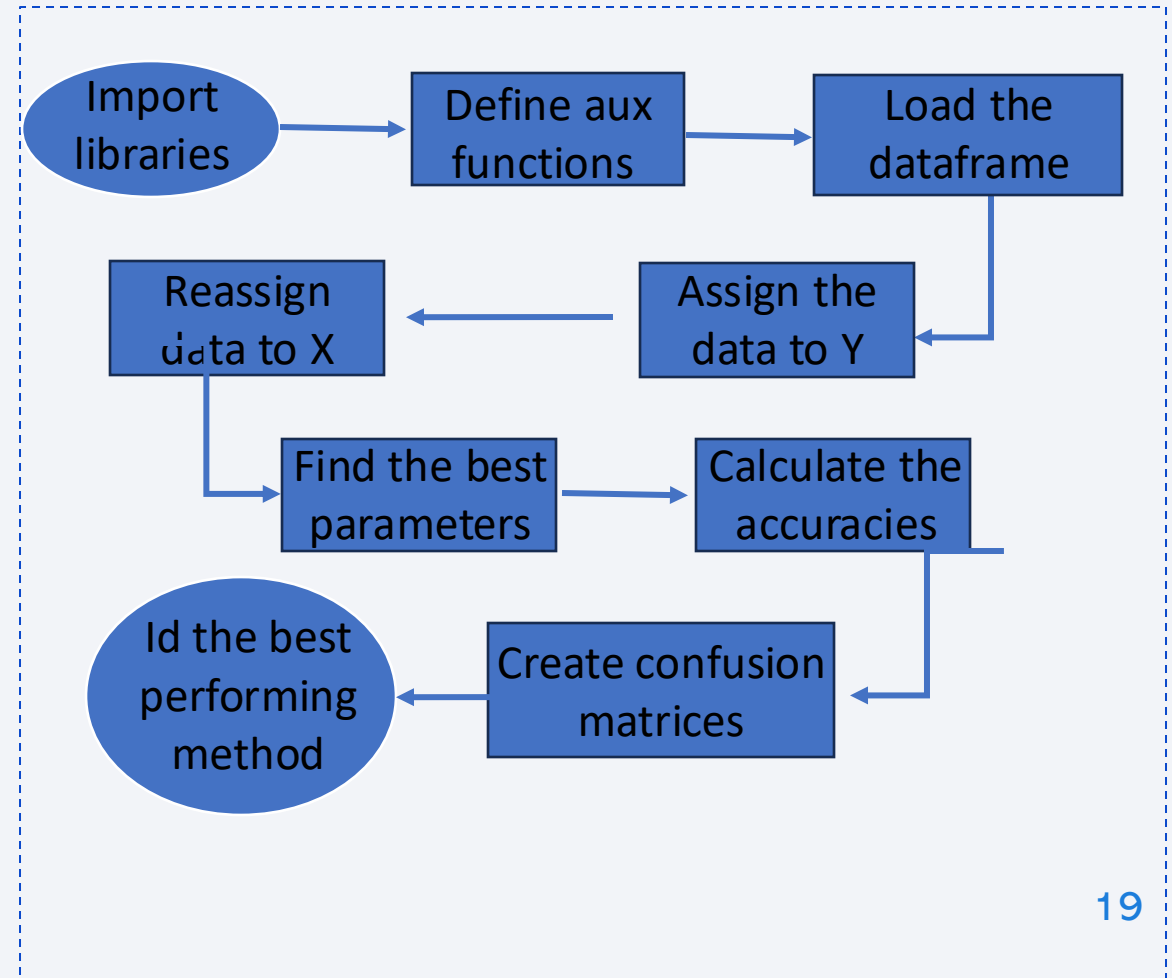 Import
libraries
Define aux
functions
Load the
dataframe
Assign the
data to Y
Reassign
data to X
Find the best
parameters
Calculate the
accuracies
Create confusion
matrices
Id the best
performing
method
19